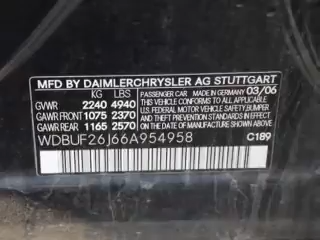 MFD BY DAIMLERCHRYSLER AG STUTTGART
KG LBS
GVWR 2240 4940
GAWR FRONT 1075 2370
GAWR REAR 1165 2570
PASSENGER CAR MADE IN GERMANY 03/06
THIS VEHICLE CONFORMS TO ALL APPLICABLE
U.S. FEDERAL MOTOR VEHICLE SAFETY
BUMPER, AND THEFT PREVENTION
STANDARDS IN EFFECT ON THE DATE OF
MANUFACTURE SHOWN ABOVE
WDBUF26J66A954958
C189